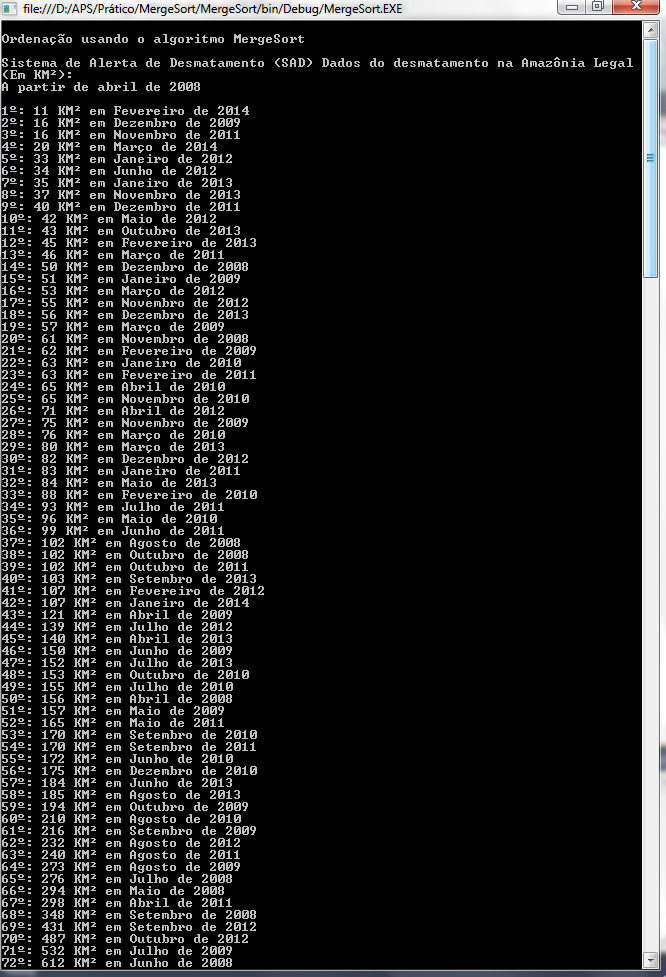 file:///D:/APS/Prático/MergeSort/MergeSort/bin/Debug/MergeSort.EXE
Ordenação usando o algoritmo MergeSort
Sistema de Alerta de Desmatamento (SAD) Dados do desmatamento na Amazônia Legal
(Em KM²):
A partir de abril de 2008
1º: 11 KM² em Fevereiro de 2014
2º: 16 KM² em Dezembro de 2009
3º: 16 KM² em Novembro de 2011
4º: 20 KM² em Março de 2014
5º: 33 KM² em Janeiro de 2012
6º: 34 KM² em Junho de 2012
7º: 35 KM² em Janeiro de 2013
8º: 37 KM² em Novembro de 2013
9º: 40 KM² em Dezembro de 2011
10º: 42 KM² em Maio de 2012
11º: 43 KM² em Outubro de 2013
12º: 45 KM² em Fevereiro de 2013
13º: 46 KM² em Março de 2011
14º: 50 KM² em Dezembro de 2008
15º: 51 KM² em Janeiro de 2009
16º: 53 KM² em Março de 2012
17º: 55 KM² em Novembro de 2012
18º: 56 KM² em Dezembro de 2013
19º: 57 KM² em Março de 2009
20º: 61 KM² em Novembro de 2008
21º: 62 KM² em Fevereiro de 2009
22º: 63 KM² em Janeiro de 2010
23º: 63 KM² em Fevereiro de 2011
24º: 65 KM² em Abril de 2010
25º: 65 KM² em Novembro de 2010
26º: 71 KM² em Abril de 2012
27º: 75 KM² em Novembro de 2009
28º: 76 KM² em Março de 2010
29º: 80 KM² em Março de 2013
30º: 82 KM² em Dezembro de 2012
31º: 83 KM² em Janeiro de 2011
32º: 84 KM² em Maio de 2013
33º: 88 KM² em Fevereiro de 2010
34º: 93 KM² em Julho de 2011
35º: 96 KM² em Maio de 2010
36º: 99 KM² em Junho de 2011
37º: 102 KM² em Agosto de 2008
38º: 102 KM² em Outubro de 2008
39º: 102 KM² em Outubro de 2011
40º: 103 KM² em Setembro de 2013
41º: 107 KM² em Fevereiro de 2012
42º: 107 KM² em Janeiro de 2014
43º: 121 KM² em Abril de 2009
44º: 139 KM² em Julho de 2012
45º: 140 KM² em Abril de 2013
46º: 150 KM² em Junho de 2009
47º: 152 KM² em Julho de 2013
48º: 153 KM² em Outubro de 2010
49º: 155 KM² em Julho de 2010
50º: 156 KM² em Abril de 2008
51º: 157 KM² em Maio de 2009
52º: 165 KM² em Maio de 2011
53º: 170 KM² em Setembro de 2010
54º: 170 KM² em Setembro de 2011
55º: 172 KM² em Junho de 2010
56º: 175 KM² em Dezembro de 2010
57º: 184 KM² em Junho de 2013
58º: 185 KM² em Agosto de 2013
59º: 194 KM² em Outubro de 2009
60º: 210 KM² em Agosto de 2010
61º: 216 KM² em Setembro de 2009
62º: 232 KM² em Agosto de 2012
63º: 240 KM² em Agosto de 2011
64º: 273 KM² em Agosto de 2009
65º: 276 KM² em Julho de 2008
66º: 294 KM² em Maio de 2008
67º: 298 KM² em Abril de 2011
68º: 348 KM² em Setembro de 2008
69º: 431 KM² em Setembro de 2012
70º: 487 KM² em Outubro de 2012
71º: 532 KM² em Julho de 2009
72º: 612 KM² em Junho de 2008